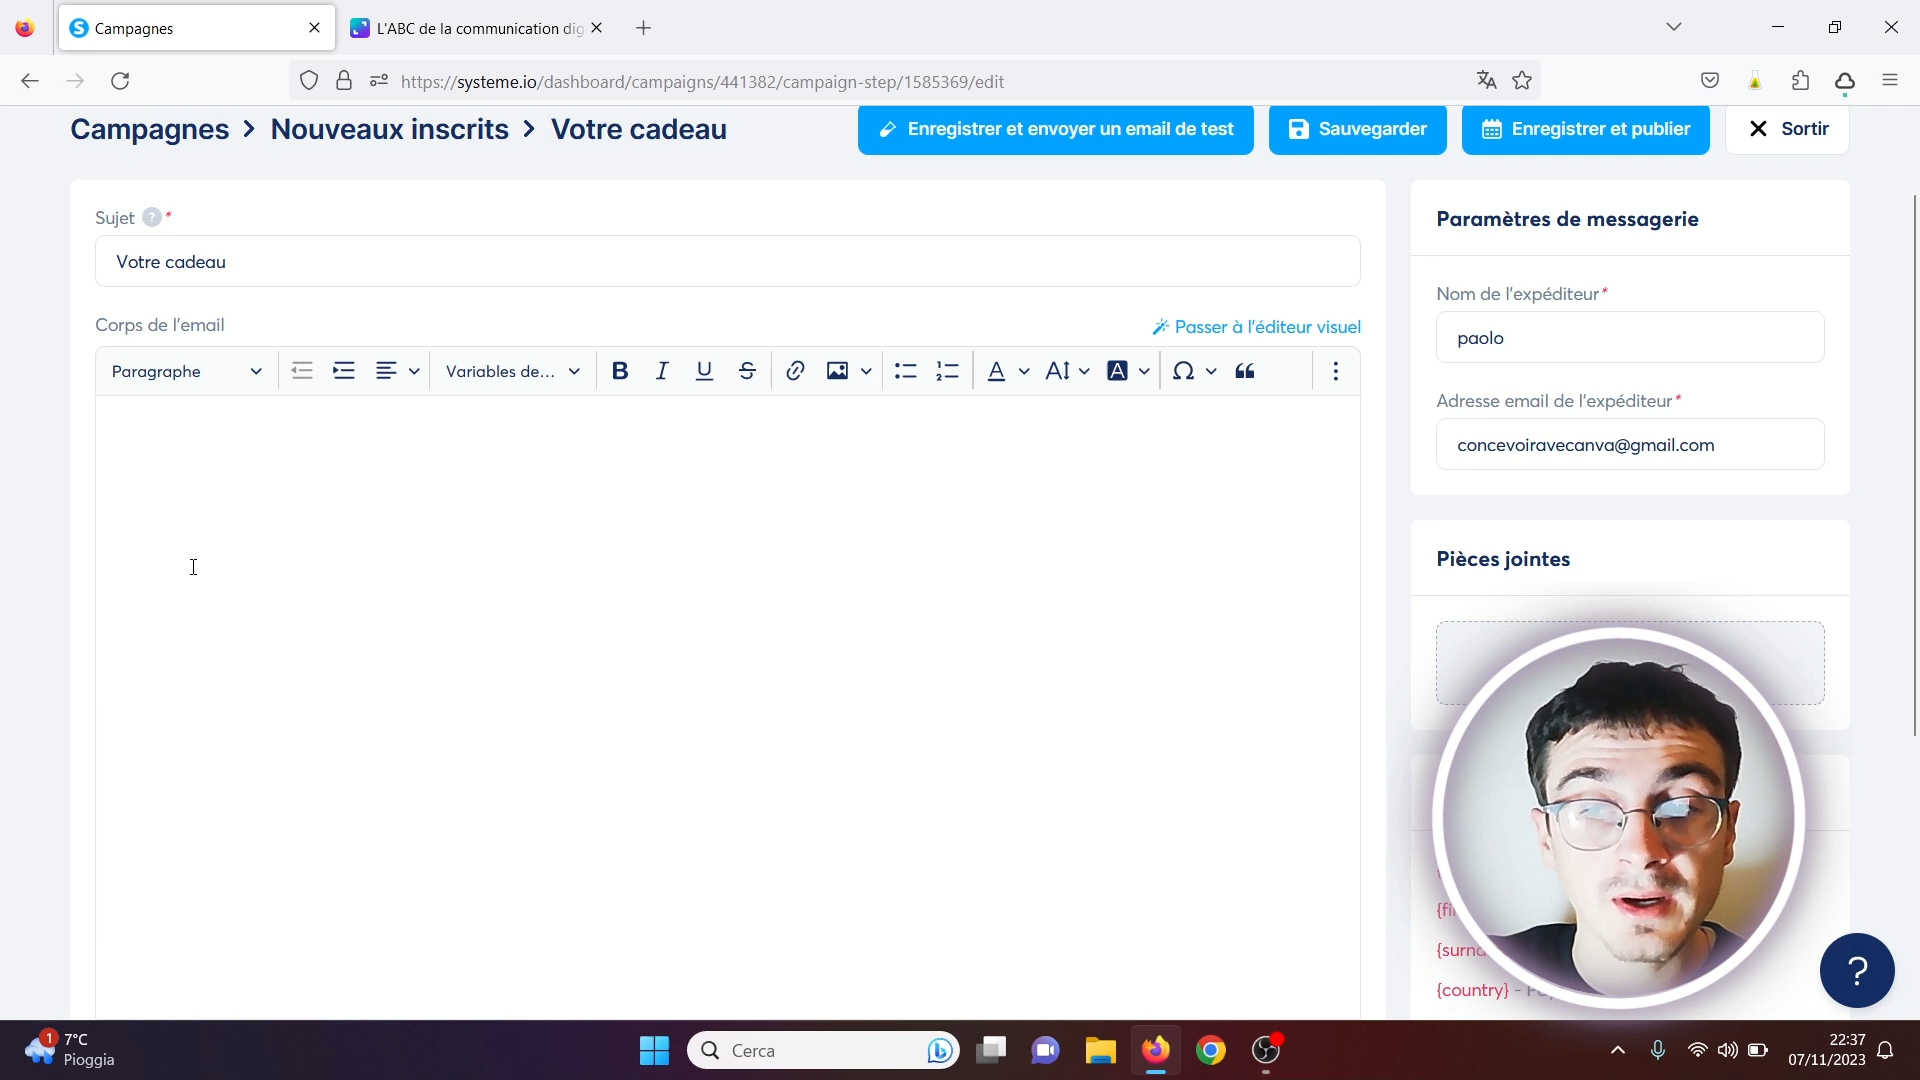 Campagnes
L'ABC de la communication dig
https://systeme.io/dashboard/campaigns/441382/campaign-step/1585369/edit
Campagnes > Nouveaux inscrits > Votre cadeau
Enregistrer et envoyer un email de test
Sauvegarder
Enregistrer et publier
Sortir
Sujet ? *
Votre cadeau
Corps de l'email
Passer à l'éditeur visuel
Paragraphe
Variables de...
Paramètres de messagerie
Nom de l'expéditeur*
paolo
Adresse email de l'expéditeur*
concevoiravecanva@gmail.com
Pièces jointes
{country} -
?
1
7°C
Pioggia
Cerca
22:37
07/11/2023